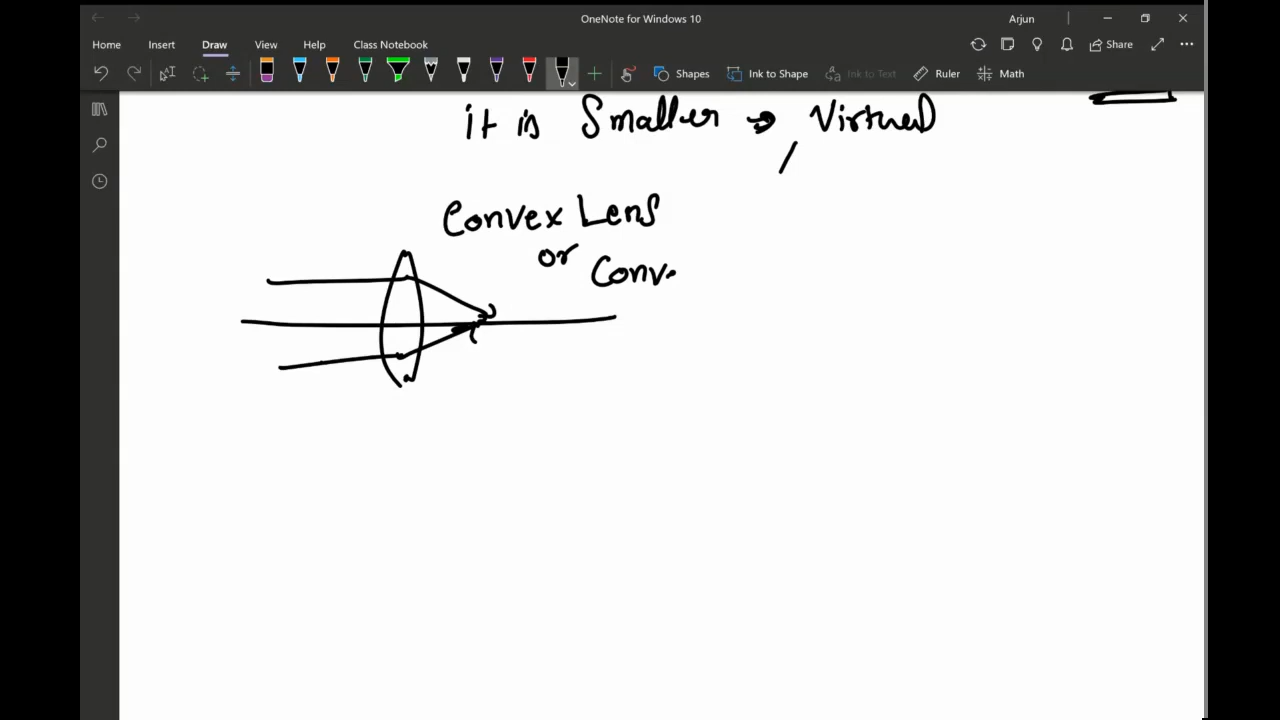 OneNote for Windows 10
Arjun
Home Insert Draw View Help Class Notebook
Share
Shapes Ink to Shape Ink to Text Ruler Math
it is Smaller → Virtual
Convex Lens
or
Conv